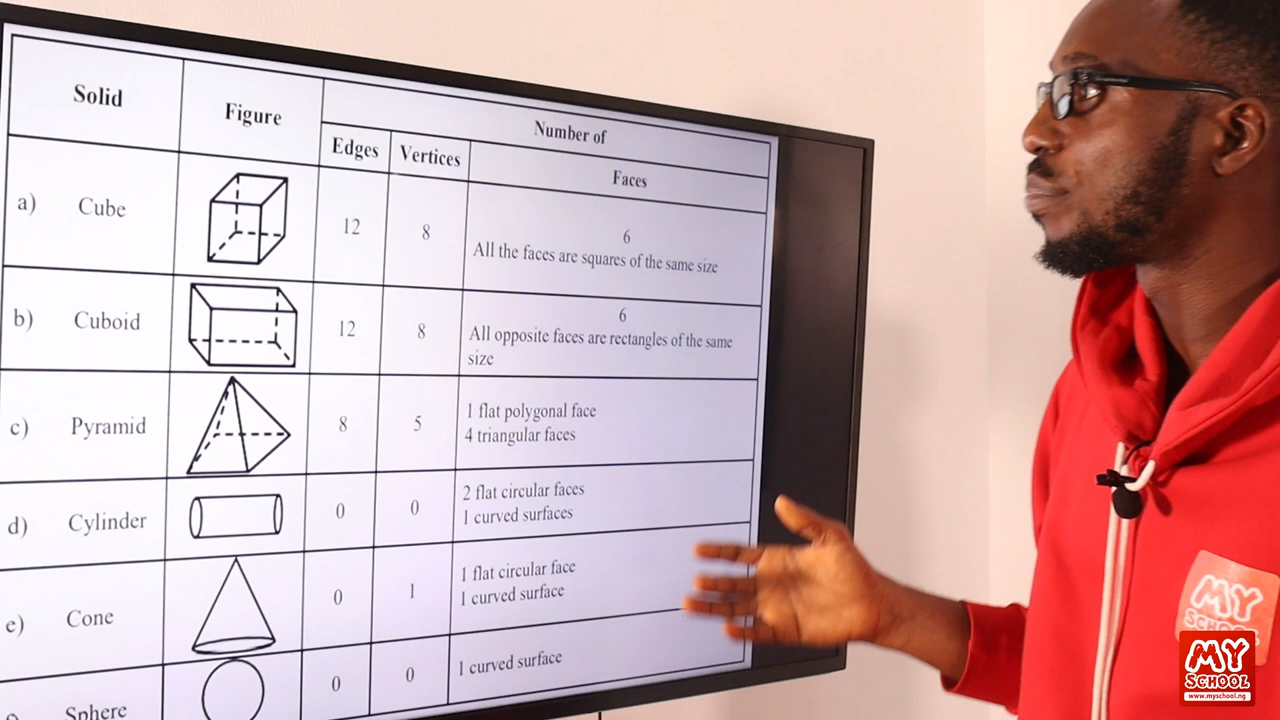 Solid
Figure
Number of
Edges
Vertices
Faces
a) Cube
12
8
6
All the faces are squares of the same size
b) Cuboid
12
8
6
All opposite faces are rectangles of the same
size
c) Pyramid
8
5
1 flat polygonal face
4 triangular faces
d) Cylinder
0
0
2 flat circular faces
1 curved surfaces
e) Cone
0
1
1 flat circular face
1 curved surface
Sphere
0
0
1 curved surface
MY
SCHOOL
MY
SCHOOL
www.myschool.ng